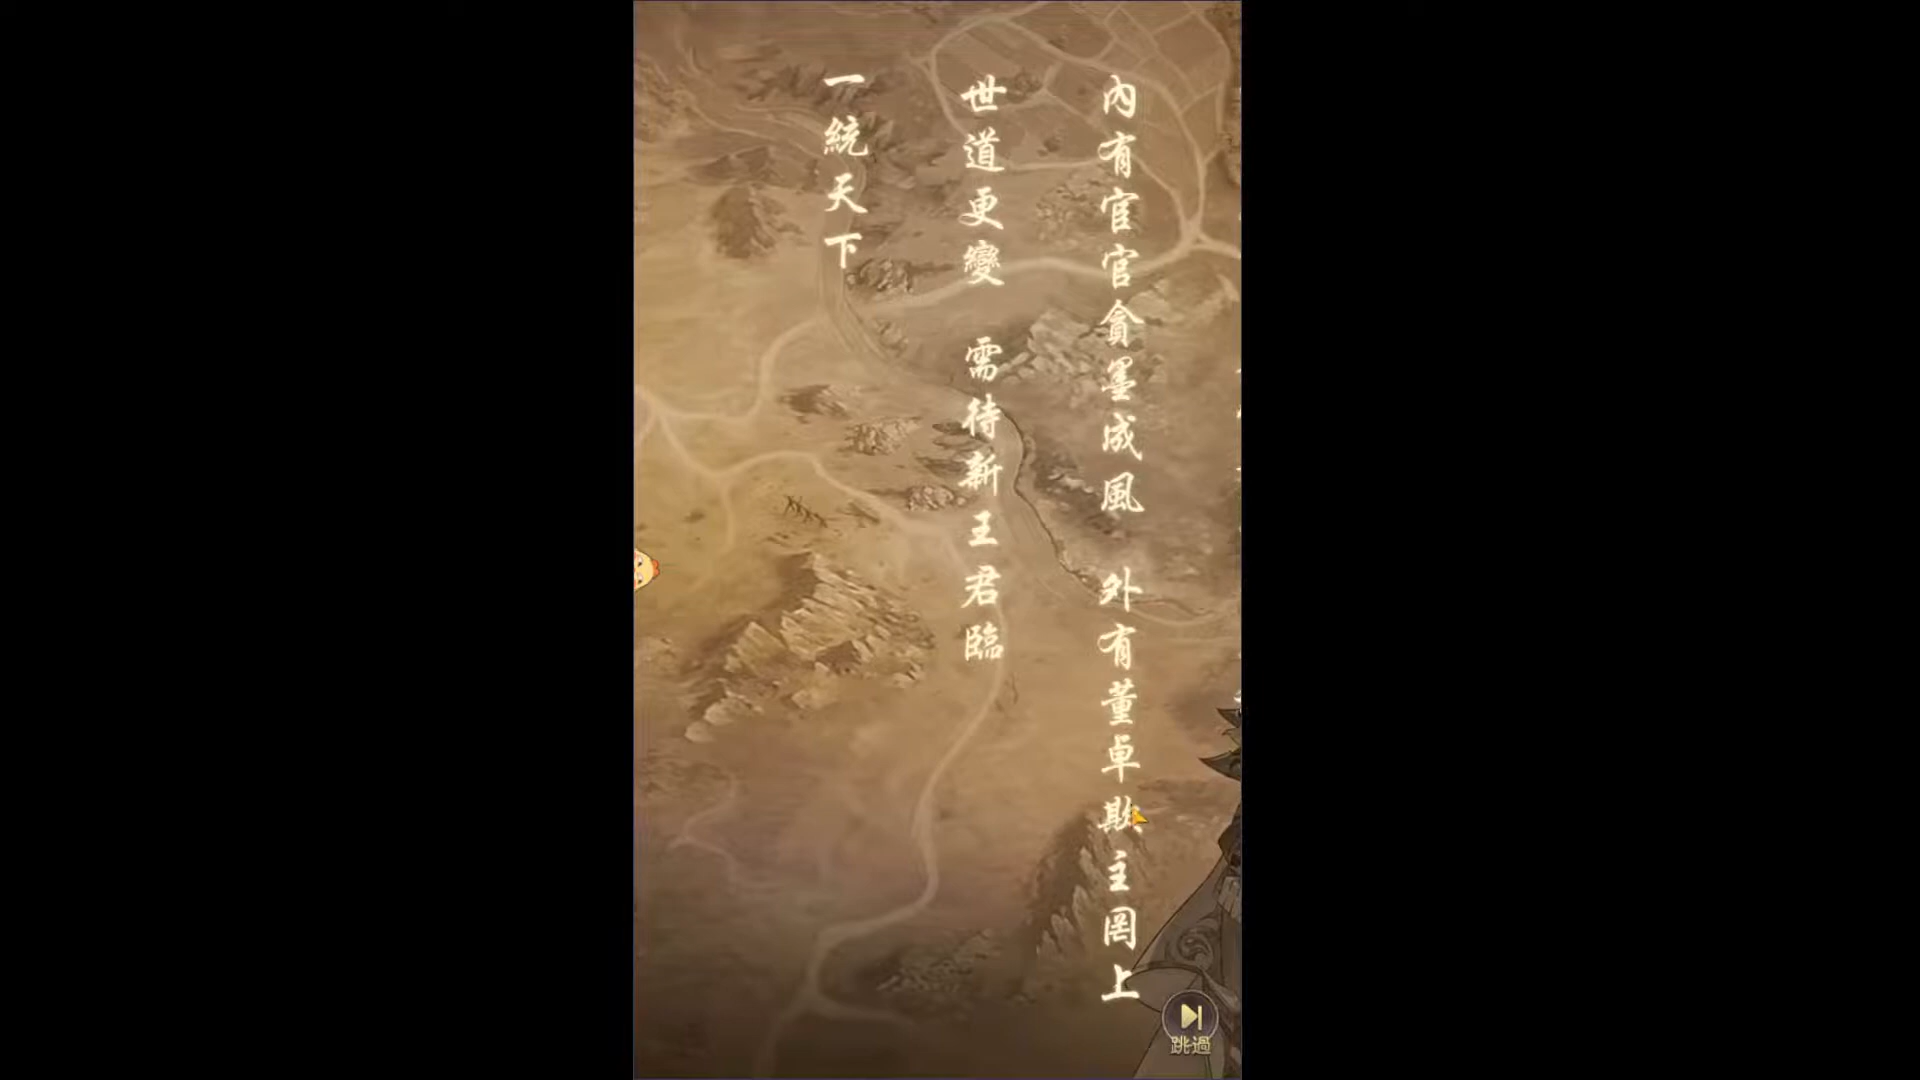 內有宦官貪墨成風　外有董卓欺主罔上
世道更變　需待新王君臨
一統天下
跳過